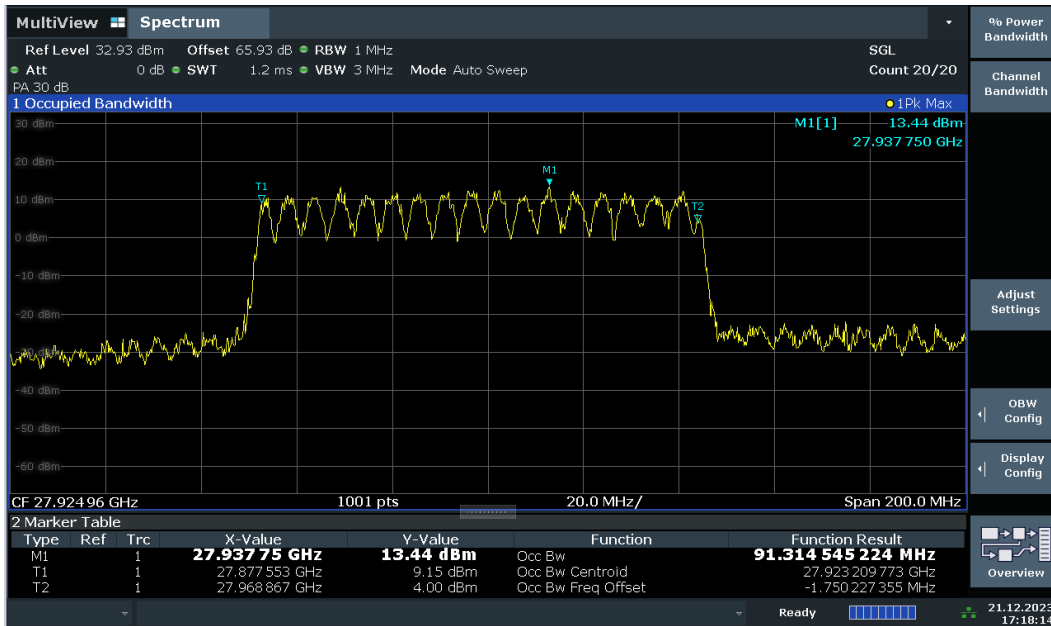 MultiView Spectrum
Ref Level 32.93 dBm Offset 65.93 dB RBW 1 MHz SGL
Att 0 dB SWT 1.2 ms VBW 3 MHz Mode Auto Sweep Count 20/20
PA 30 dB
1 Occupied Bandwidth 1Pk Max
30 dBm M1[1] 13.44 dBm
27.937 750 GHz
20 dBm
M1
T1
10 dBm
T2
0 dBm
-10 dBm
-20 dBm
-40 dBm
-50 dBm
-60 dBm
CF 27.92496 GHz 1001 pts 20.0 MHz/ Span 200.0 MHz
2 Marker Table
Type Ref Trc X-Value Y-Value Function Function Result
M1 1 27.937 75 GHz 13.44 dBm Occ Bw 91.314 545 224 MHz
T1 1 27.877 553 GHz 9.15 dBm Occ Bw Centroid 27.923 209 773 GHz
T2 1 27.968 867 GHz 4.00 dBm Occ Bw Freq Offset -1.750 227 355 MHz
Ready 21.12.2023
17:18:14
% Power
Bandwidth
Channel
Bandwidth
Adjust
Settings
OBW
Config
Display
Config
Overview